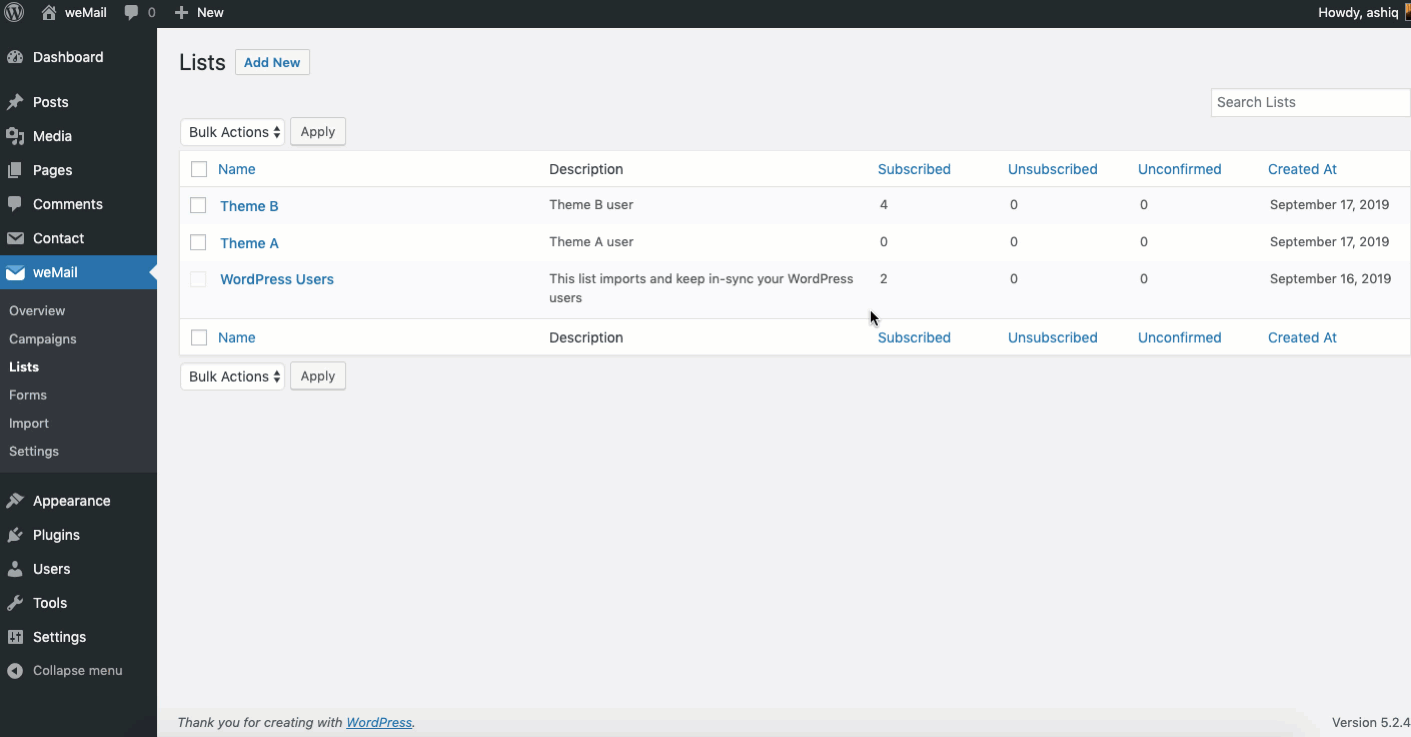 weMail 0 New Howdy, ashiq
Dashboard
Posts
Media
Pages
Comments
Contact
weMail
Overview
Campaigns
Lists
Forms
Import
Settings
Appearance
Plugins
Users
Tools
Settings
Collapse menu
Lists Add New
Search Lists
Bulk Actions Apply
Name Description Subscribed Unsubscribed Unconfirmed Created At
Theme B Theme B user 4 0 0 September 17, 2019
Theme A Theme A user 0 0 0 September 17, 2019
WordPress Users This list imports and keep in-sync your WordPress 2 0 0 September 16, 2019
users
Name Description Subscribed Unsubscribed Unconfirmed Created At
Bulk Actions Apply
Thank you for creating with WordPress. Version 5.2.4